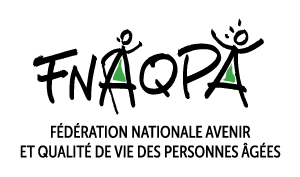 FNAQPA
FÉDÉRATION NATIONALE AVENIR
ET QUALITÉ DE VIE DES PERSONNES ÂGÉES